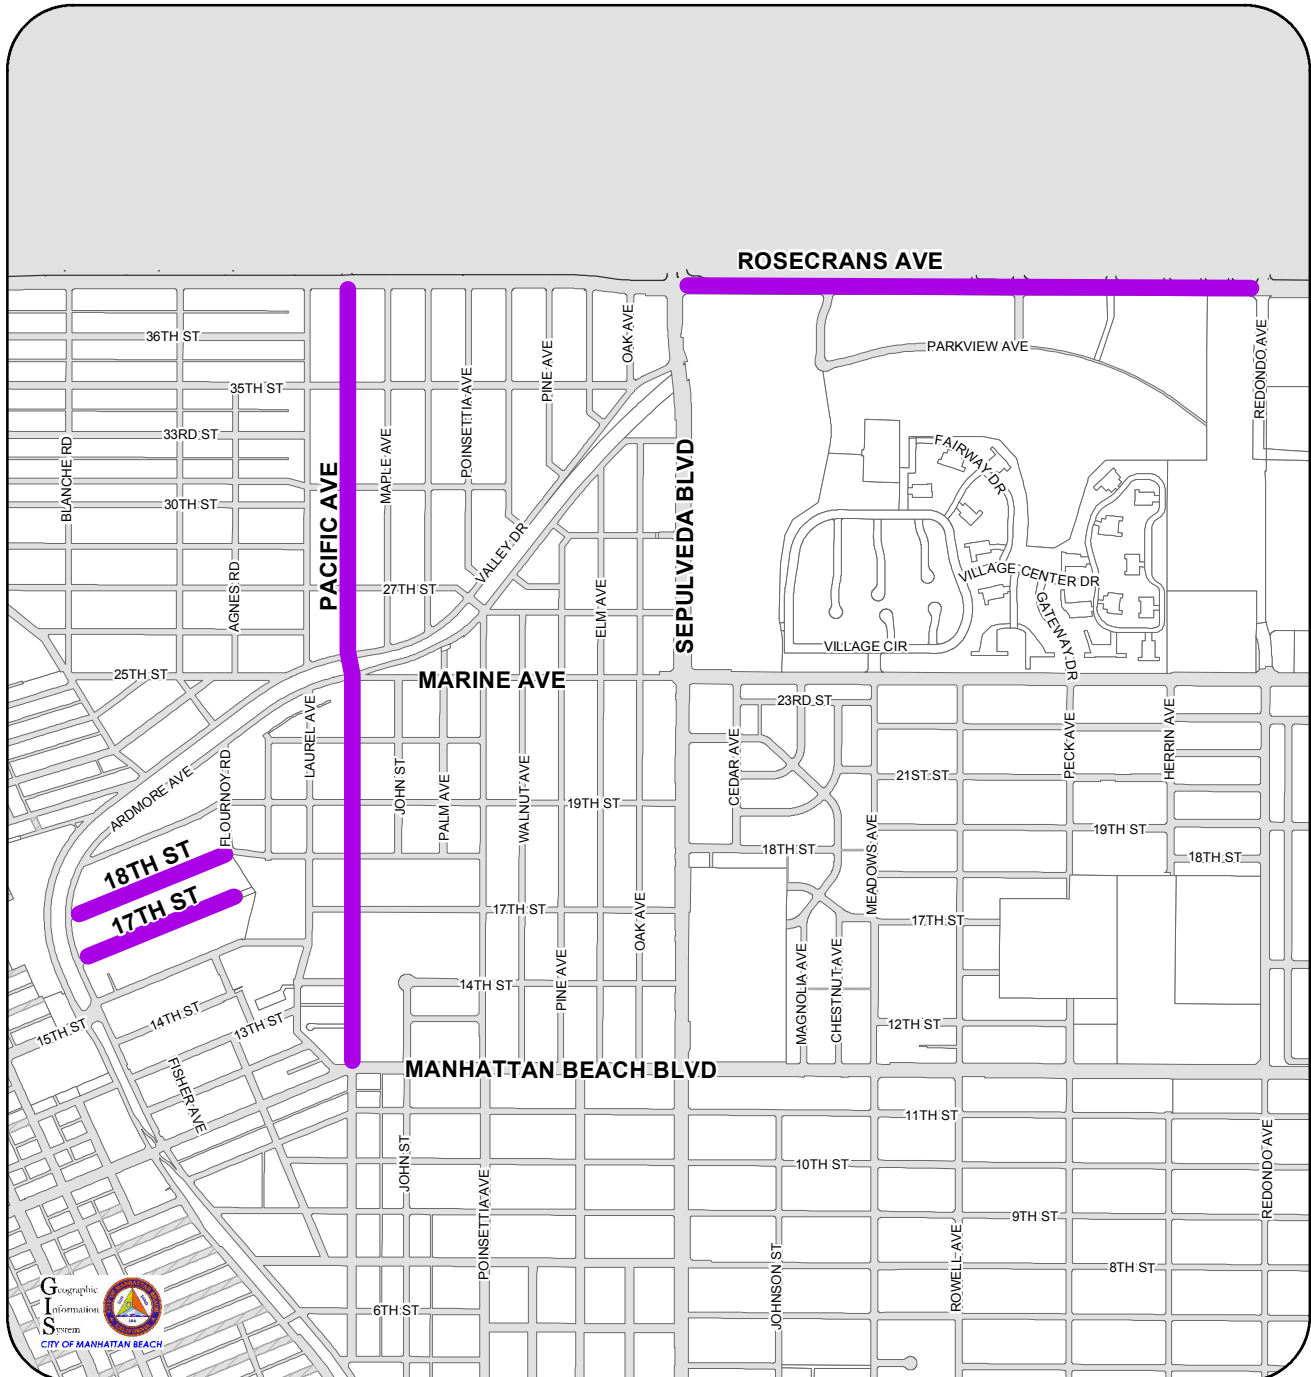 ROSECRANS AVE
36TH ST
OAK AVE
PARKVIEW AVE
REDONDO AVE
PINE AVE
35TH ST
POINSETTIA AVE
33RD ST
MAPLE AVE
BLANCHE RD
FAIRWAY DR
30TH ST
PACIFIC AVE
SEPULVEDA BLVD
VALLEY DR
AGNES RD
27TH ST
ELM AVE
VILLAGE CENTER DR
GATEWAY DR
VILLAGE CIR
25TH ST
MARINE AVE
23RD ST
LAUREL AVE
CEDAR AVE
PECK AVE
HERRIN AVE
21ST ST
ARDMORE AVE
FLOURNOY RD
JOHN ST
PALM AVE
WALNUT AVE
19TH ST
19TH ST
18TH ST
18TH ST
18TH ST
MEADOWS AVE
17TH ST
17TH ST
17TH ST
OAK AVE
PINE AVE
MAGNOLIA AVE
CHESTNUT AVE
14TH ST
14TH ST
13TH ST
12TH ST
15TH ST
MANHATTAN BEACH BLVD
FISHER AVE
11TH ST
JOHN ST
10TH ST
REDONDO AVE
POINSETTIA AVE
9TH ST
ROWELL AVE
JOHNSON ST
8TH ST
6TH ST
Geographic
Information
System
CITY OF MANHATTAN BEACH